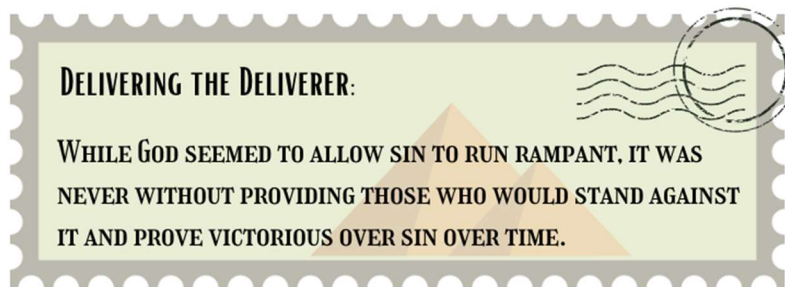 Delivering the Deliverer:
While God seemed to allow sin to run rampant, it was
never without providing those who would stand against
it and prove victorious over sin over time.